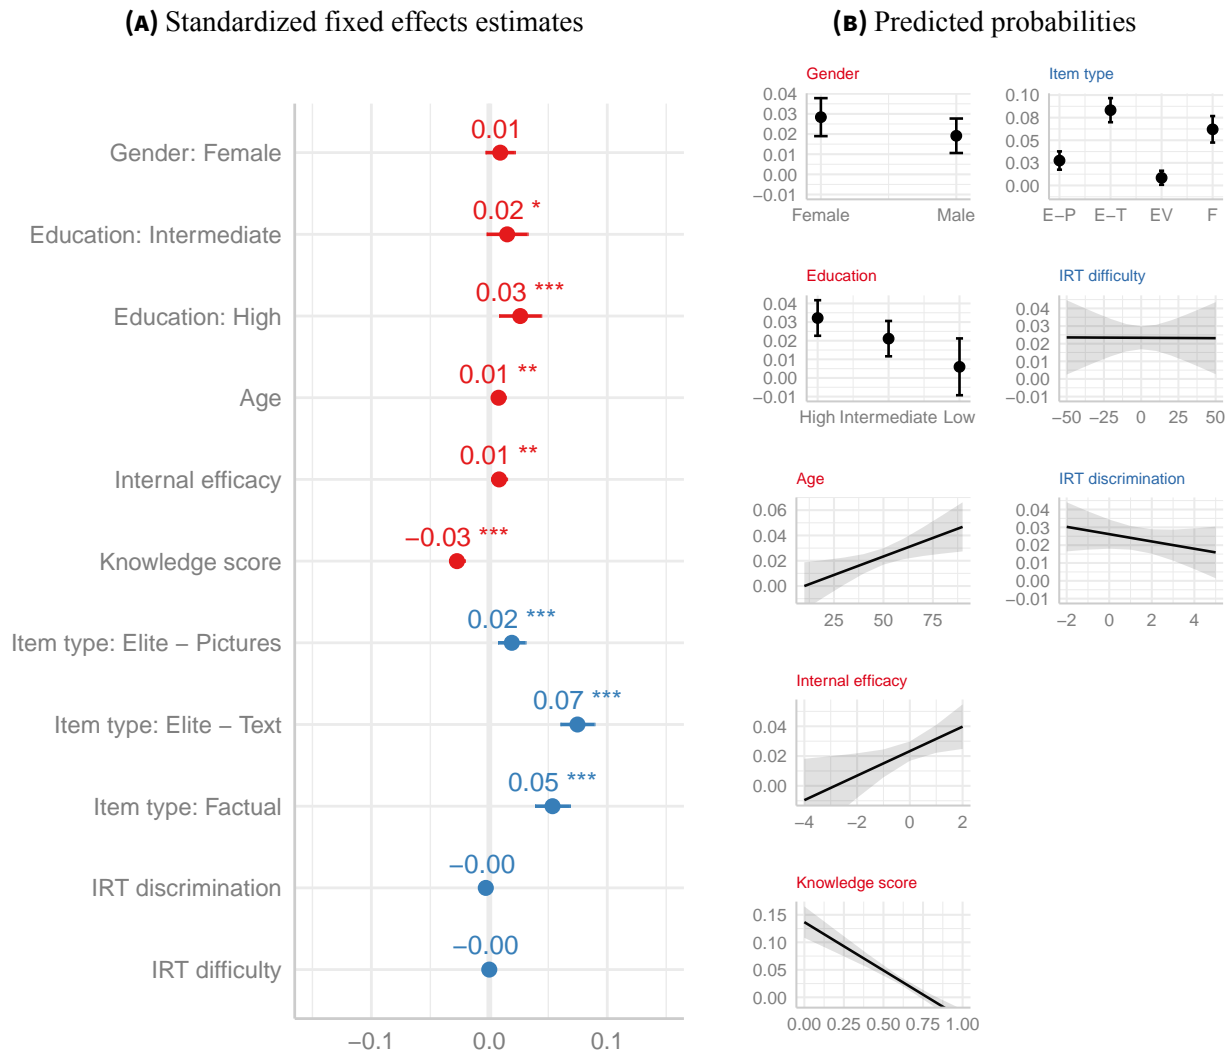 (A) Standardized fixed effects estimates
Gender: Female
Education: Intermediate
Education: High
Age
Internal efficacy
Knowledge score
Item type: Elite − Pictures
Item type: Elite − Text
Item type: Factual
IRT discrimination
IRT difficulty
0.01
0.02 *
0.03 ***
0.01 **
0.01 **
−0.03 ***
0.02 ***
0.07 ***
0.05 ***
−0.00
−0.00
−0.1 0.0 0.1
(B) Predicted probabilities
Gender
0.04
0.03
0.02
0.01
0.00
−0.01
Female Male
Item type
0.10
0.08
0.05
0.03
0.00
E−P E−T EV F
Education
0.04
0.03
0.02
0.01
0.00
−0.01
High Intermediate Low
IRT difficulty
0.04
0.03
0.02
0.01
0.00
−0.01
−50 −25 0 25 50
Age
0.06
0.04
0.02
0.00
25 50 75
IRT discrimination
0.04
0.03
0.02
0.01
0.00
−0.01
−2 0 2 4
Internal efficacy
0.04
0.02
0.00
−4 −2 0 2
Knowledge score
0.15
0.10
0.05
0.00
0.00 0.25 0.50 0.75 1.00